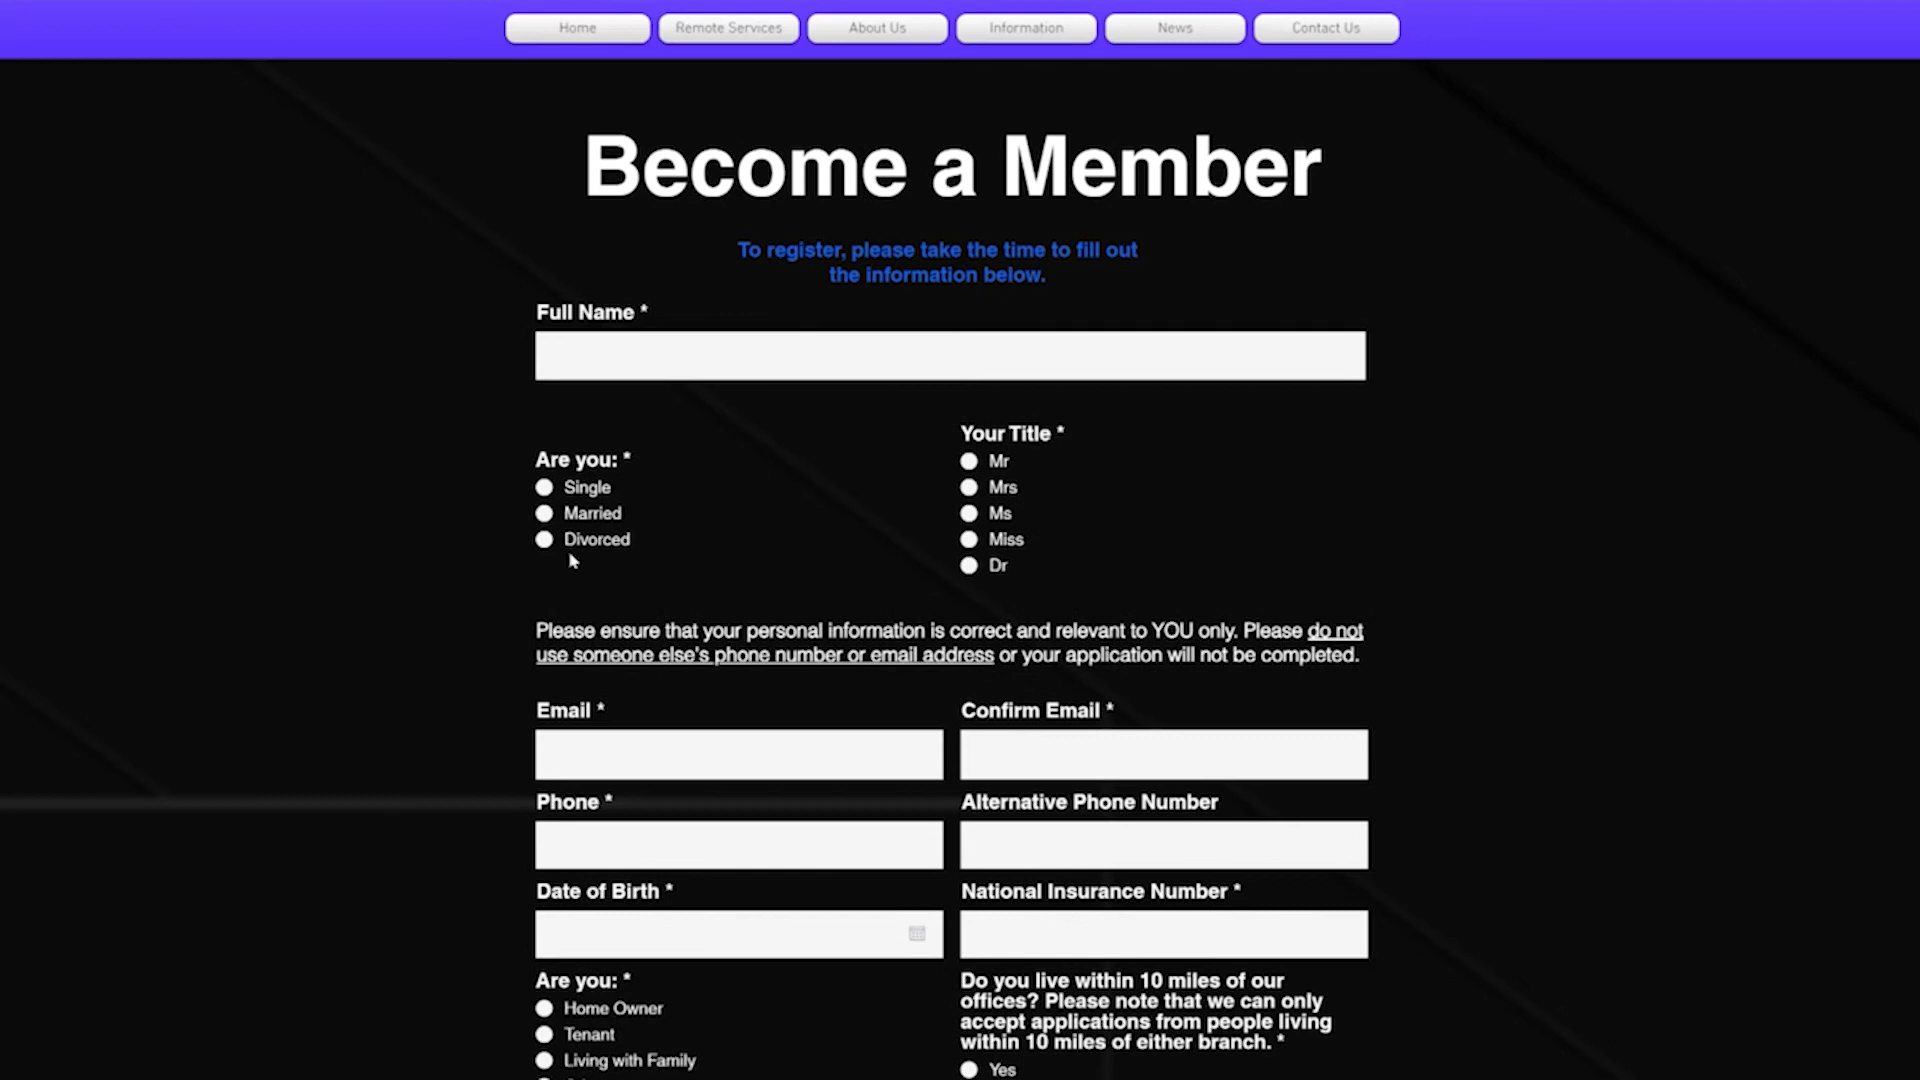 Home Remote Services About Us Information News Contact Us
Become a Member
To register, please take the time to fill out
the information below.
Full Name *
Are you: *
Single
Married
Divorced
Your Title *
Mr
Mrs
Ms
Miss
Dr
Please ensure that your personal information is correct and relevant to YOU only. Please do not
use someone else's phone number or email address or your application will not be completed.
Email *
Confirm Email *
Phone *
Alternative Phone Number
Date of Birth *
National Insurance Number *
Are you: *
Home Owner
Tenant
Living with Family
Do you live within 10 miles of our
offices? Please note that we can only
accept applications from people living
within 10 miles of either branch. *
Yes